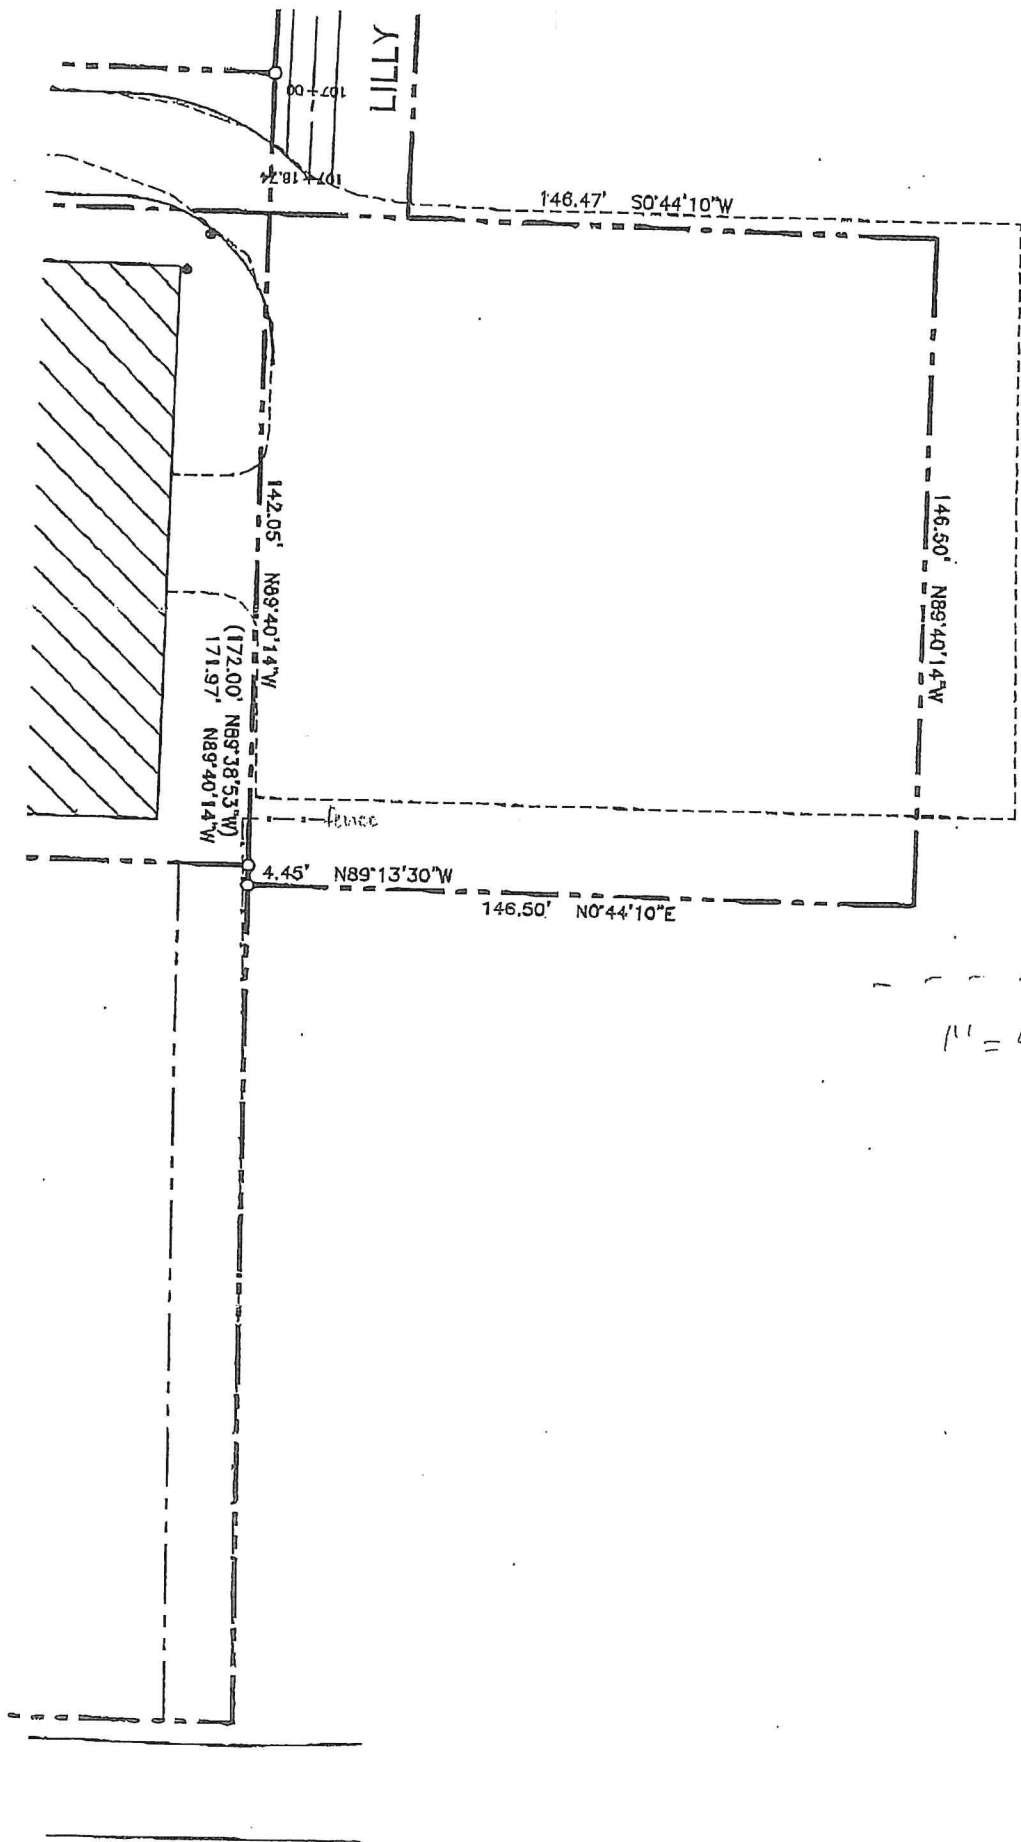 LILLY
107+00
107+18.74
146.47' S0°44'10"W
146.50' N89°40'14"W
142.05' N89°40'14"W
(172.00' N89°38'53"W)
171.97' N89°40'14"W
fence
4.45' N89°13'30"W
146.50' N0°44'10"E
1" =